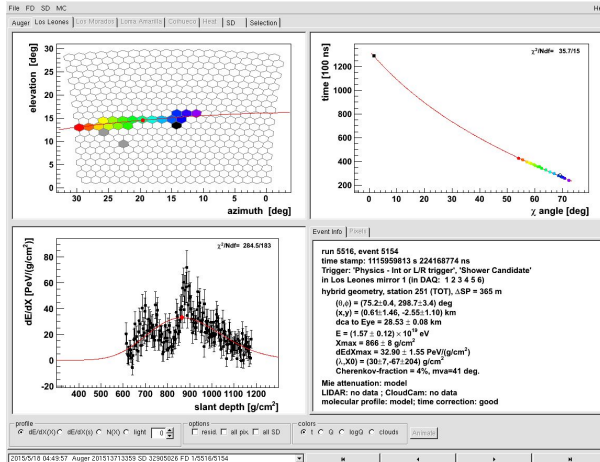 File FD SD MC
He
Auger Los Leones Los Morados Loma Amarilla Coihueco Heat SD Selection
elevation [deg]
30
25
20
15
10
5
0
30 25 20 15 10 5 0
azimuth [deg]
χ²/Ndf= 35.7/15
time [100 ns]
1200
1000
800
600
400
200
0 10 20 30 40 50 60 70
χ angle [deg]
χ²/Ndf= 284.5/183
dE/dX [PeV/(g/cm²)]
80
60
40
20
0
-20
400 500 600 700 800 900 1000 1100 1200
slant depth [g/cm²]
Event Info Pixels
run 5516, event 5154
time stamp: 1115959813 s 224168774 ns
Trigger: 'Physics - Int or L/R trigger', 'Shower Candidate'
in Los Leones mirror 1 (in DAQ: 1 2 3 4 5 6)
hybrid geometry, station 251 (TOT), ΔSP = 365 m
(θ,φ) = (75.2±0.4, 298.7±3.4) deg
(x,y) = (0.61±1.46, -2.55±1.10) km
dca to Eye = 28.53 ± 0.08 km
E = (1.57 ± 0.12) × 10¹⁹ eV
Xmax = 866 ± 8 g/cm²
dEdXmax = 32.90 ± 1.55 PeV/(g/cm²)
(λ,X0) = (30±7,-67±204) g/cm²
Cherenkov-fraction = 4%, mva=41 deg.
Mie attenuation: model
LIDAR: no data ; CloudCam: no data
molecular profile: model; time correction: good
profile
dE/dX(X) dE/dX(s) N(X) light 0
options
resid. all pix. all SD
colors
t Q logQ clouds Animate
2015/5/18 04:49:57 Auger 201513713359 SD 32905026 FD 1/5516/5154